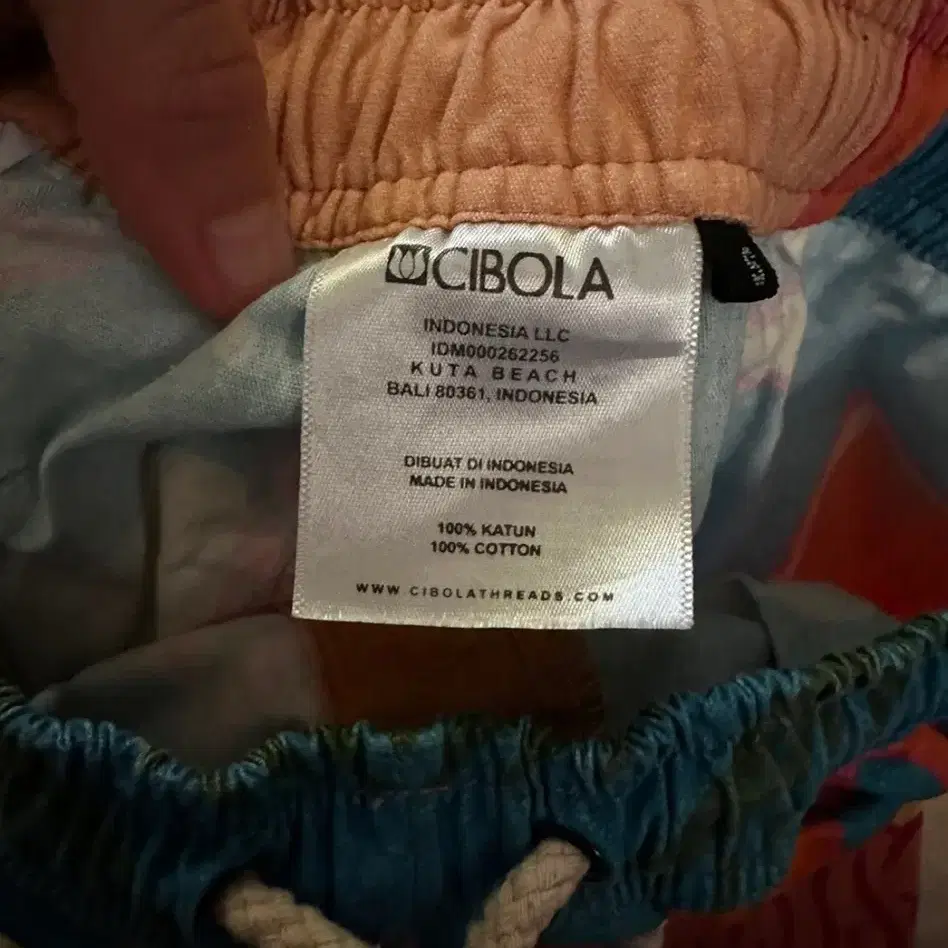 CIBOLA
INDONESIA LLC
IDM000262256
KUTA BEACH
BALI 80361, INDONESIA
DIBUAT DI INDONESIA
MADE IN INDONESIA
100% KATUN
100% COTTON
WWW.CIBOLATHREADS.COM